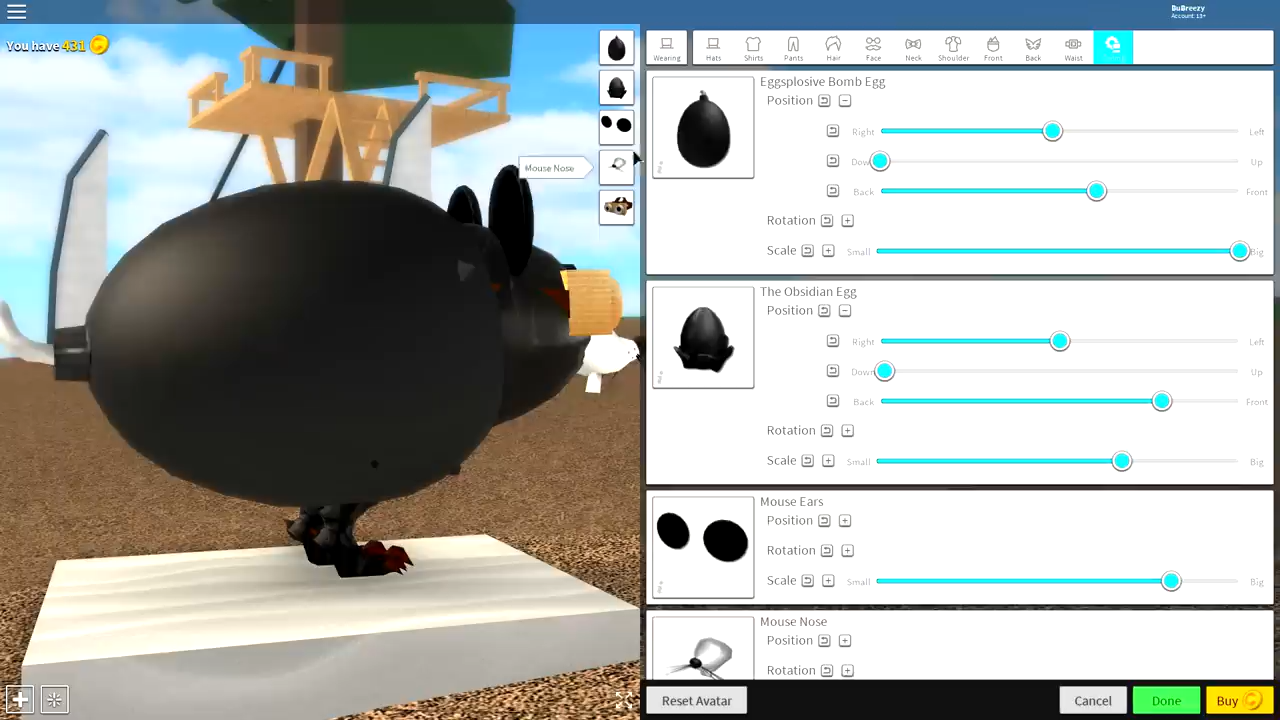 BuBreezy
Account: 13+
You have 431
Wearing
Hats
Shirts
Pants
Hair
Face
Neck
Shoulder
Front
Back
Waist
Mouse Nose
Eggsplosive Bomb Egg
Position
Right
Left
Down
Up
Back
Front
Rotation
Scale
Small
Big
The Obsidian Egg
Position
Right
Left
Down
Up
Back
Front
Rotation
Scale
Small
Big
Mouse Ears
Position
Rotation
Scale
Small
Big
Mouse Nose
Position
Rotation
Reset Avatar
Cancel
Done
Buy